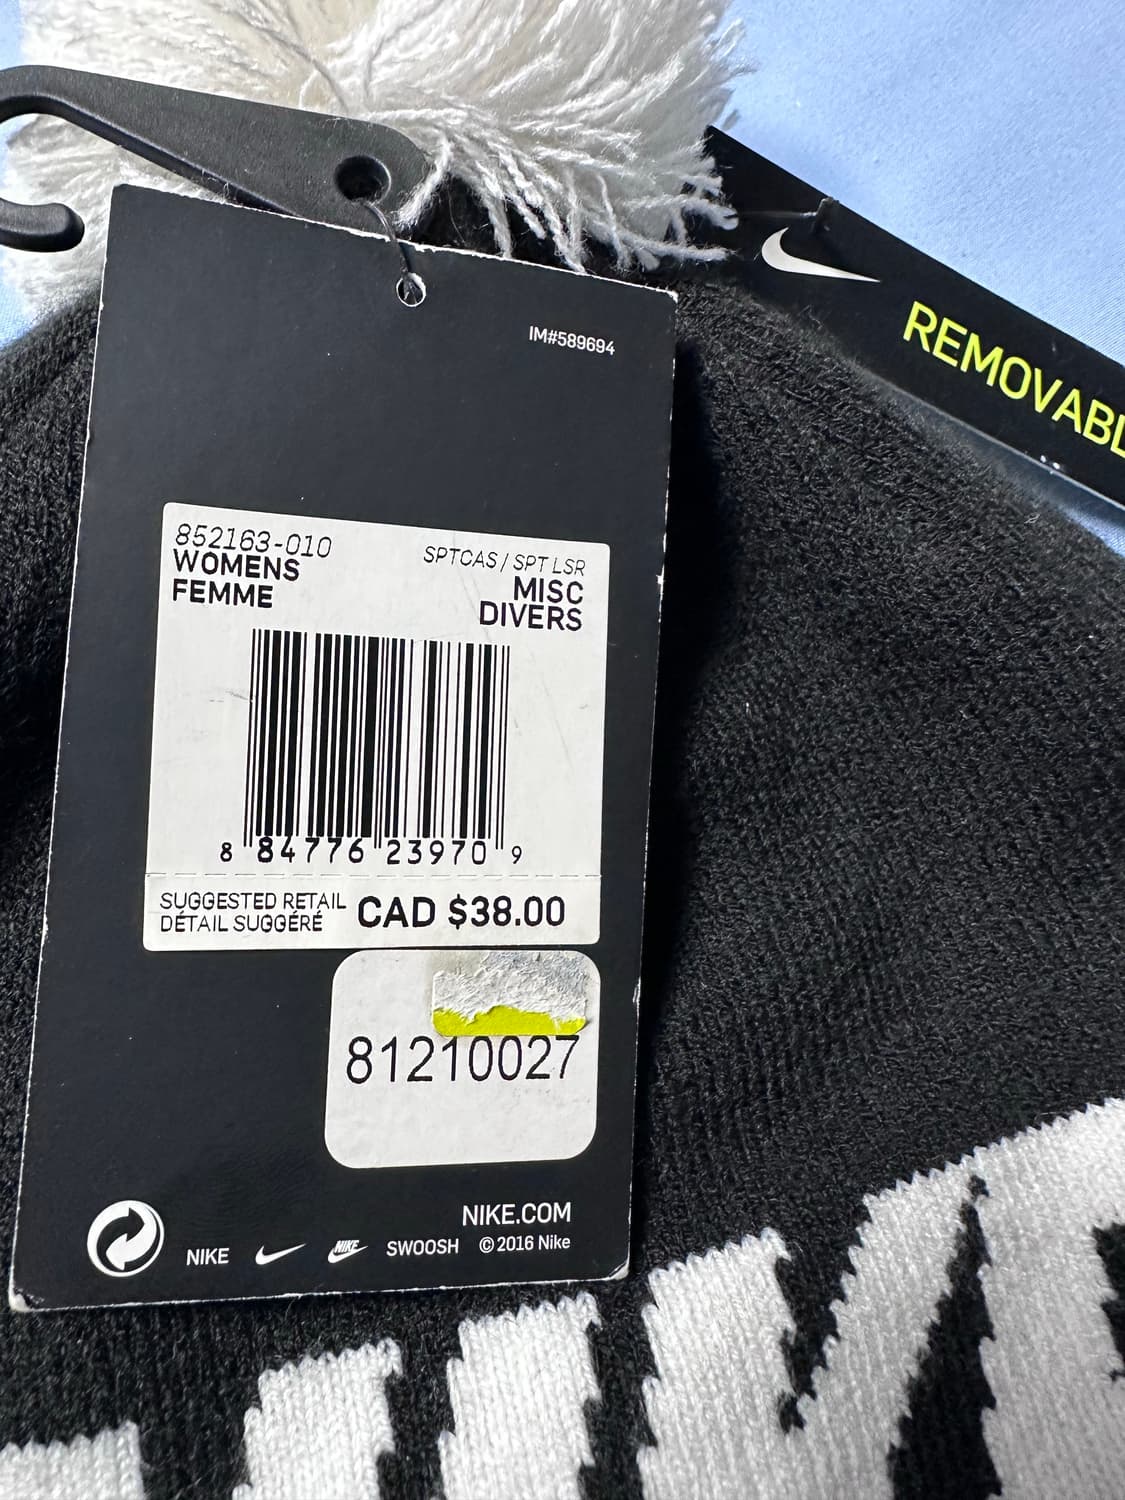 REMOVABL
IM#589694
852163-010
WOMENS
FEMME
SPTCAS / SPT LSR
MISC
DIVERS
8 84776 23970 9
SUGGESTED RETAIL
DÉTAIL SUGGÉRÉ
CAD $38.00
81210027
NIKE.COM
NIKE NIKE SWOOSH © 2016 Nike